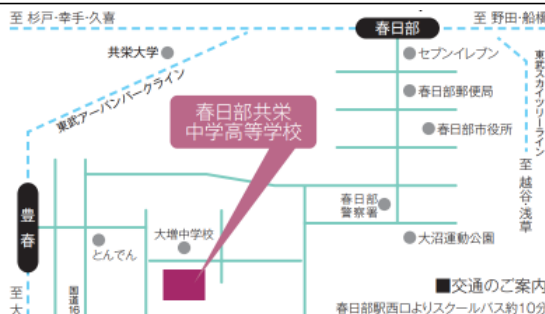 至 杉戸・幸手・久喜
春日部
至 野田・船橋
共栄大学
セブンイレブン
東武アーバンパークライン
東武スカイツリーライン
春日部郵便局
春日部共栄
中学高等学校
春日部市役所
至 越谷・浅草
豊春
春日部
警察署
大増中学校
大沼運動公園
とんでん
国道16
至 大
■交通のご案内
春日部駅西口よりスクールバス約10分